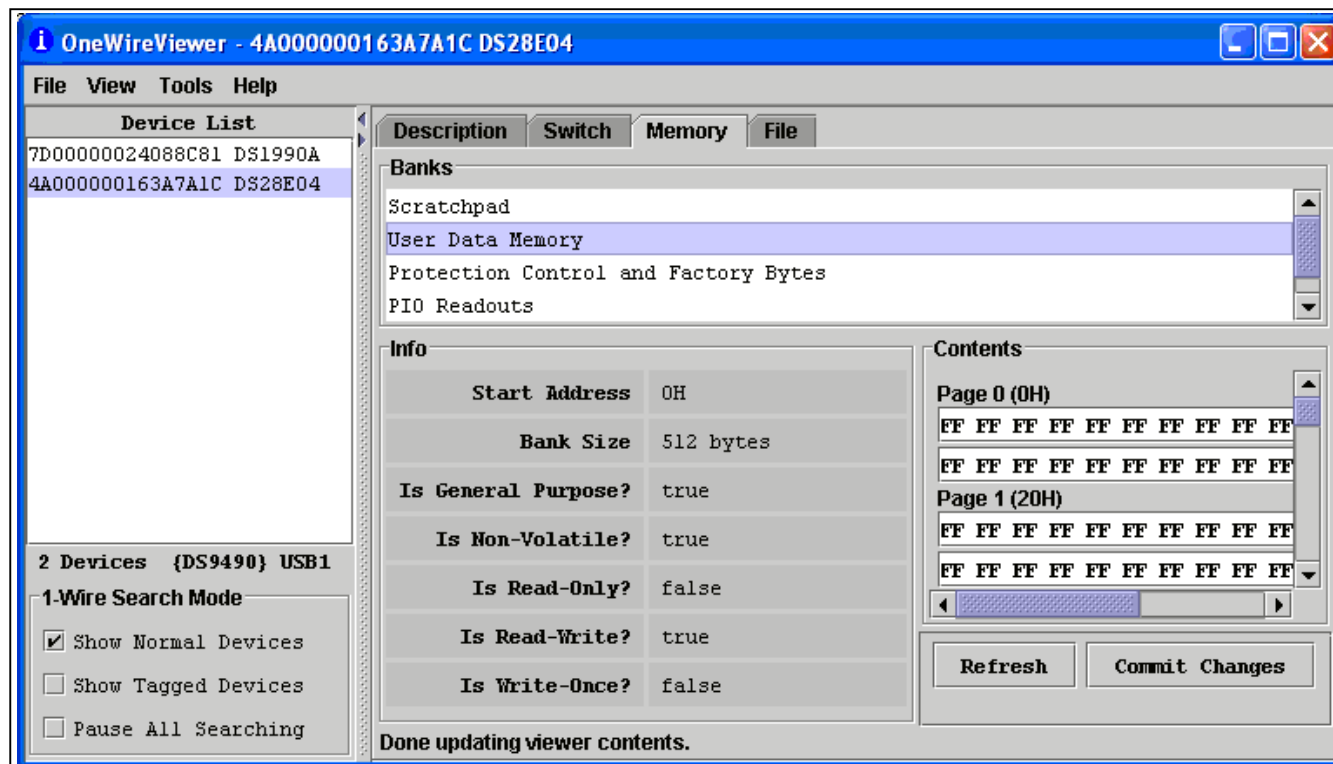 OneWireViewer - 4A000000163A7A1C DS28E04
File View Tools Help
Device List
7D00000024088C81 DS1990A
4A000000163A7A1C DS28E04
2 Devices {DS9490} USB1
1-Wire Search Mode
Show Normal Devices
Show Tagged Devices
Pause All Searching
Description Switch Memory File
Banks
Scratchpad
User Data Memory
Protection Control and Factory Bytes
PIO Readouts
Info
Start Address 0H
Bank Size 512 bytes
Is General Purpose? true
Is Non-Volatile? true
Is Read-Only? false
Is Read-Write? true
Is Write-Once? false
Contents
Page 0 (0H)
FF FF FF FF FF FF FF FF FF FF
FF FF FF FF FF FF FF FF FF FF
Page 1 (20H)
FF FF FF FF FF FF FF FF FF FF
FF FF FF FF FF FF FF FF FF FF
Refresh Commit Changes
Done updating viewer contents.